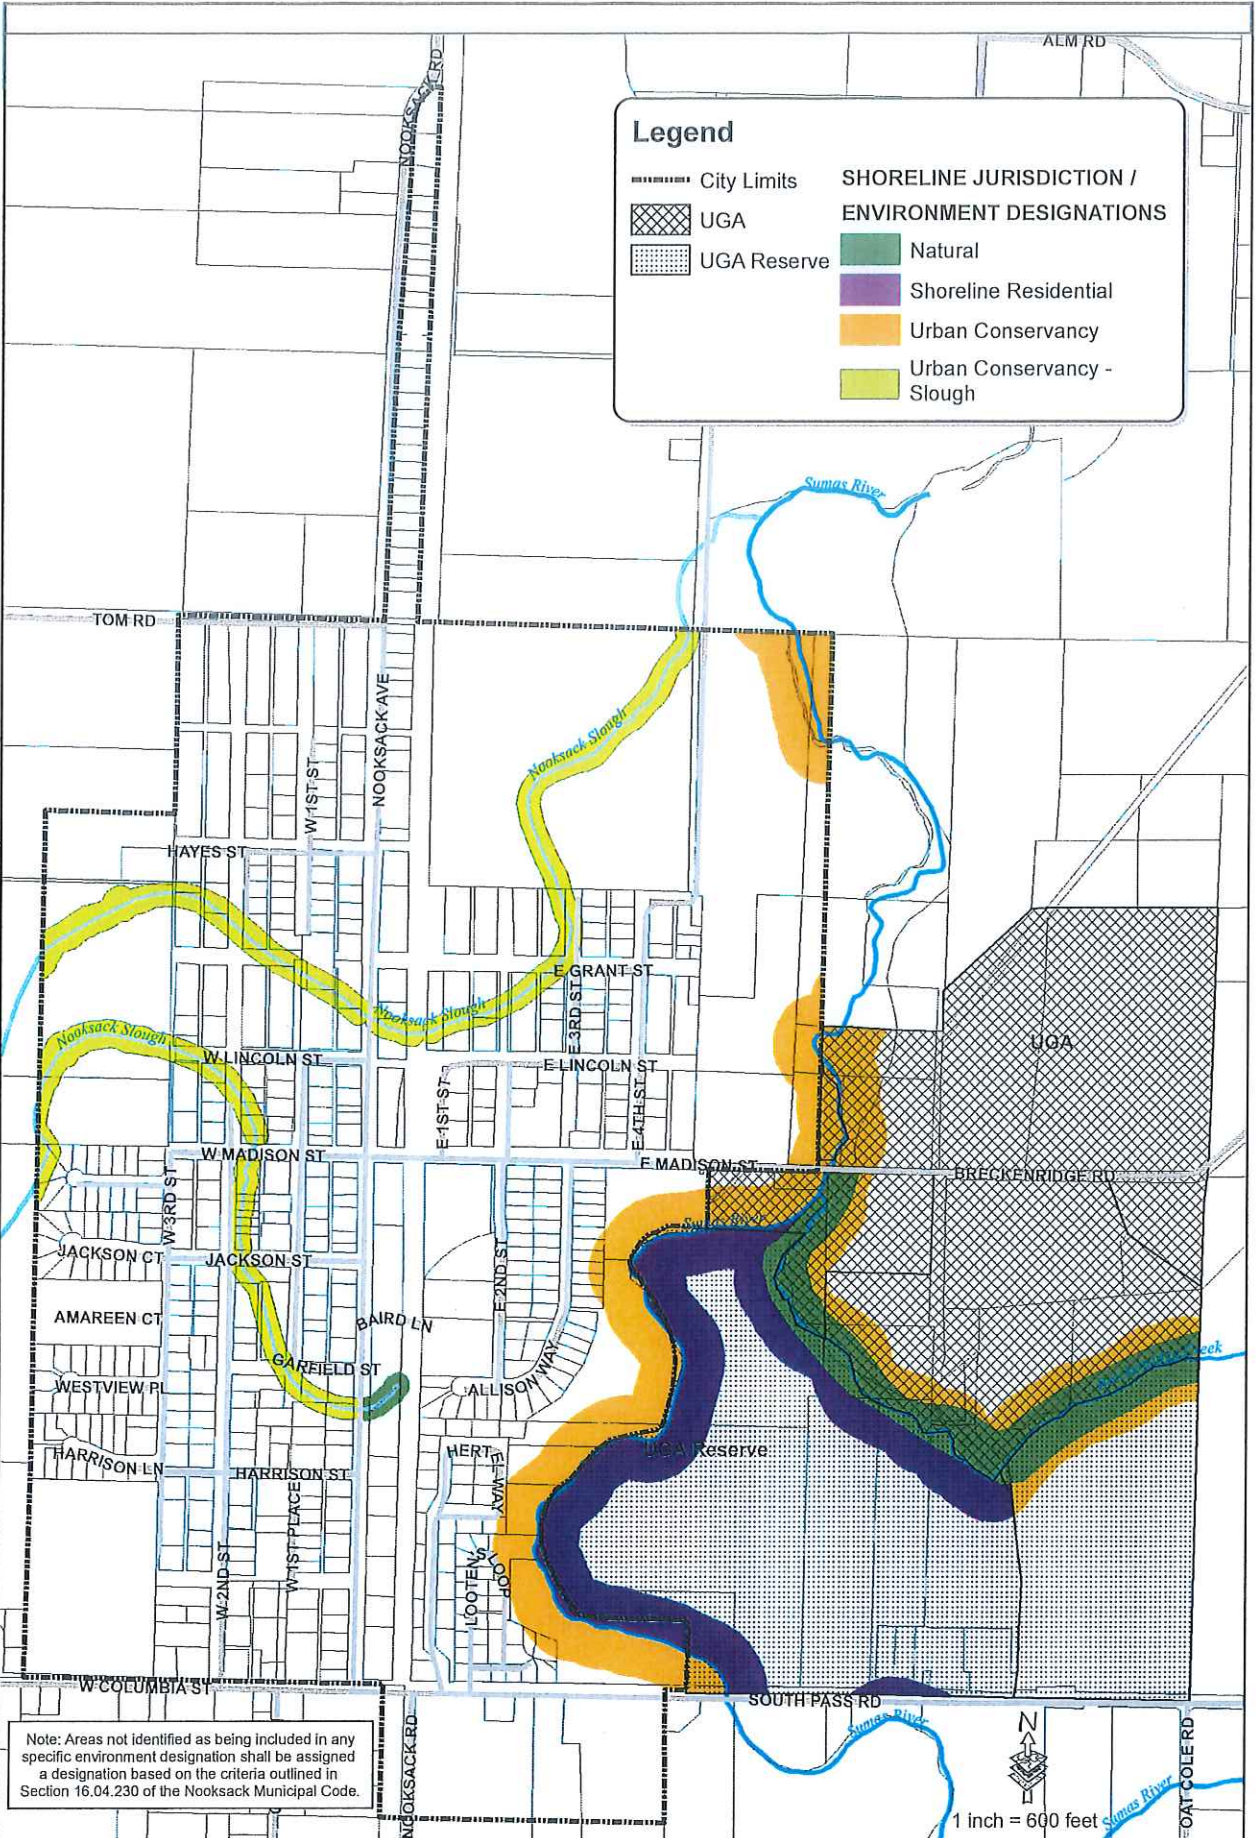 ALM RD
NOOKSACK RD
Legend
City Limits
UGA
UGA Reserve
SHORELINE JURISDICTION /
ENVIRONMENT DESIGNATIONS
Natural
Shoreline Residential
Urban Conservancy
Urban Conservancy -
Slough
Sumas River
TOM RD
NOOKSACK AVE
W 1ST ST
Nooksack Slough
HAYES ST
E GRANT ST
E 3RD ST
Nooksack Slough
Nooksack Slough
W LINCOLN ST
E LINCOLN ST
E 1ST ST
E 4TH ST
UGA
W MADISON ST
E MADISON ST
BRECKENRIDGE RD
W 3RD ST
Sumas River
JACKSON CT
JACKSON ST
E 2ND ST
AMAREEN CT
BAIRD LN
GARFIELD ST
WESTVIEW PL
ALLISON WAY
Creek
HARRISON LN
HARRISON ST
HERTEL WAY
UGA Reserve
W 1ST PLACE
W 2ND ST
LOOTEN'S LOOP
W COLUMBIA ST
SOUTH PASS RD
Sumas River
NOOKSACK RD
OAT COLE RD
Sumas River
N
1 inch = 600 feet
Note: Areas not identified as being included in any
specific environment designation shall be assigned
a designation based on the criteria outlined in
Section 16.04.230 of the Nooksack Municipal Code.